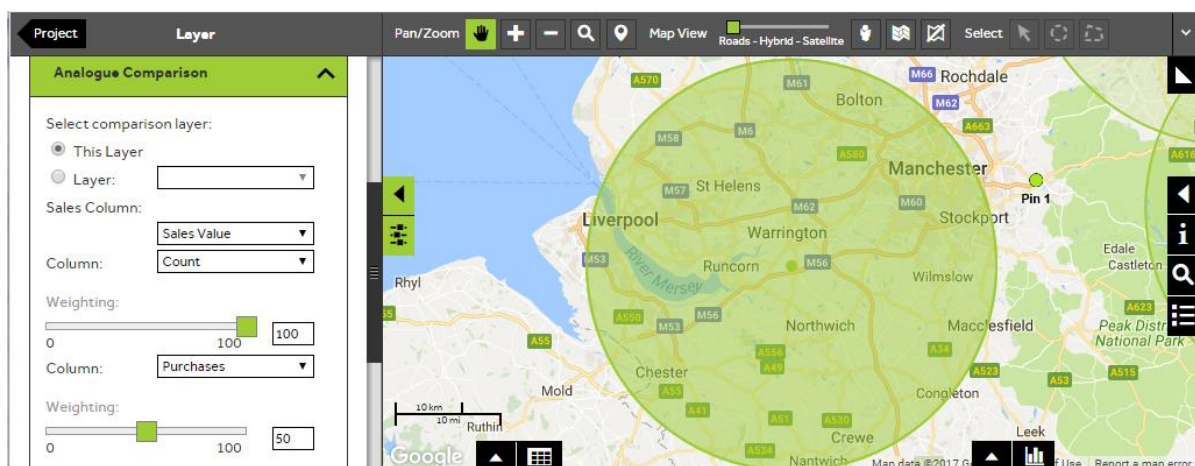 Project
Layer
Pan/Zoom
Map View
Roads - Hybrid - Satellite
Select
Analogue Comparison
Select comparison layer:
This Layer
Layer:
Sales Column:
Sales Value
Column:
Count
Weighting:
0 100
100
Column:
Purchases
Weighting:
0 100
50
A570
M61
M66
Rochdale
Bolton
M62
A663
M58
M6
A580
A616
Manchester
M57
St Helens
Pin 1
M62
M60
Liverpool
Stockport
Warrington
Edale
Castleton
M53
Runcorn
M56
River Mersey
Wilmslow
Rhyl
A623
A550
M53
M56
Northwich
Macclesfield
Peak Distr
National Park
A55
A556
A34
A49
Chester
A523
A53
A515
Mold
A55
Congleton
10 km
10 mi
A41
A51
A530
Ruthin
Crewe
Leek
A534
Google
Nantwich
Map data ©2017 G
f Use
Report a map error